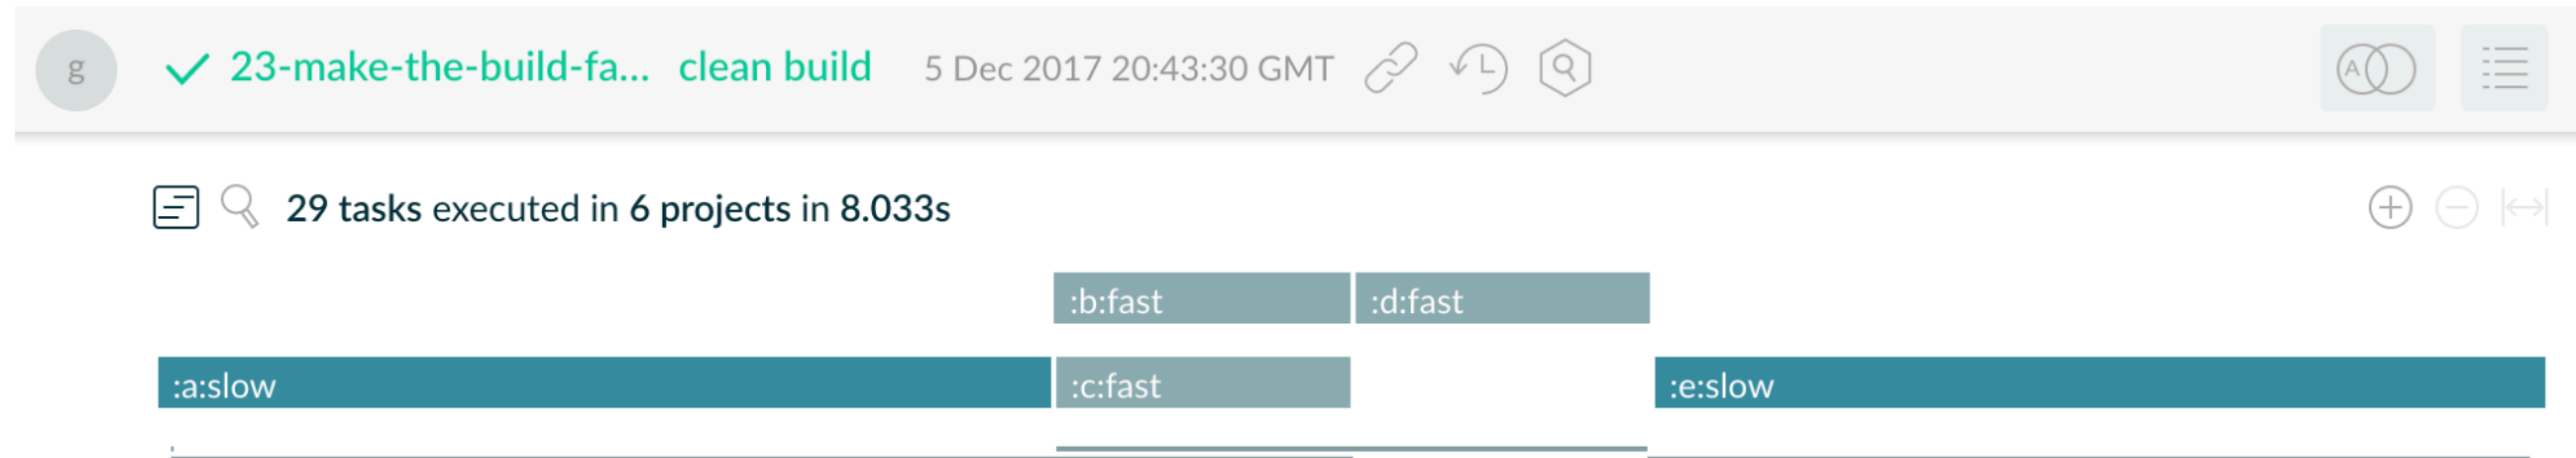 g 23-make-the-build-fa... clean build 5 Dec 2017 20:43:30 GMT A
29 tasks executed in 6 projects in 8.033s
:b:fast :d:fast
:a:slow :c:fast :e:slow